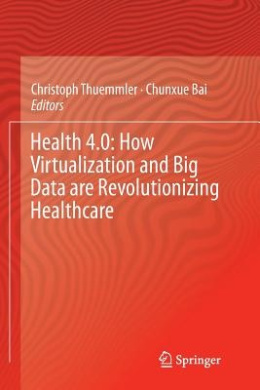 Christoph Thuemmler · Chunxue Bai
Editors
Health 4.0: How
Virtualization and Big
Data are Revolutionizing
Healthcare
Springer